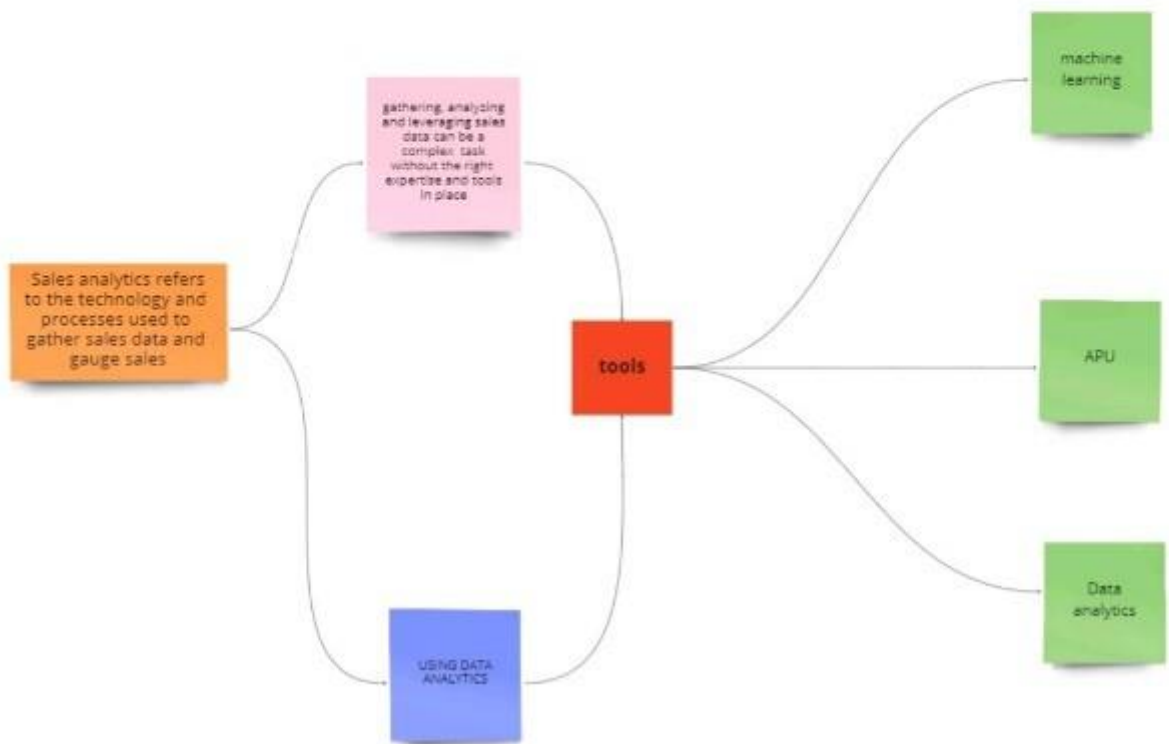 Sales analytics refers
to the technology and
processes used to
gather sales data and
gauge sales
gathering, analyzing
and leveraging sales
data can be a
complex task
without the right
expertise and tools
in place
USING DATA
ANALYTICS
tools
machine
learning
APU
Data
analytics